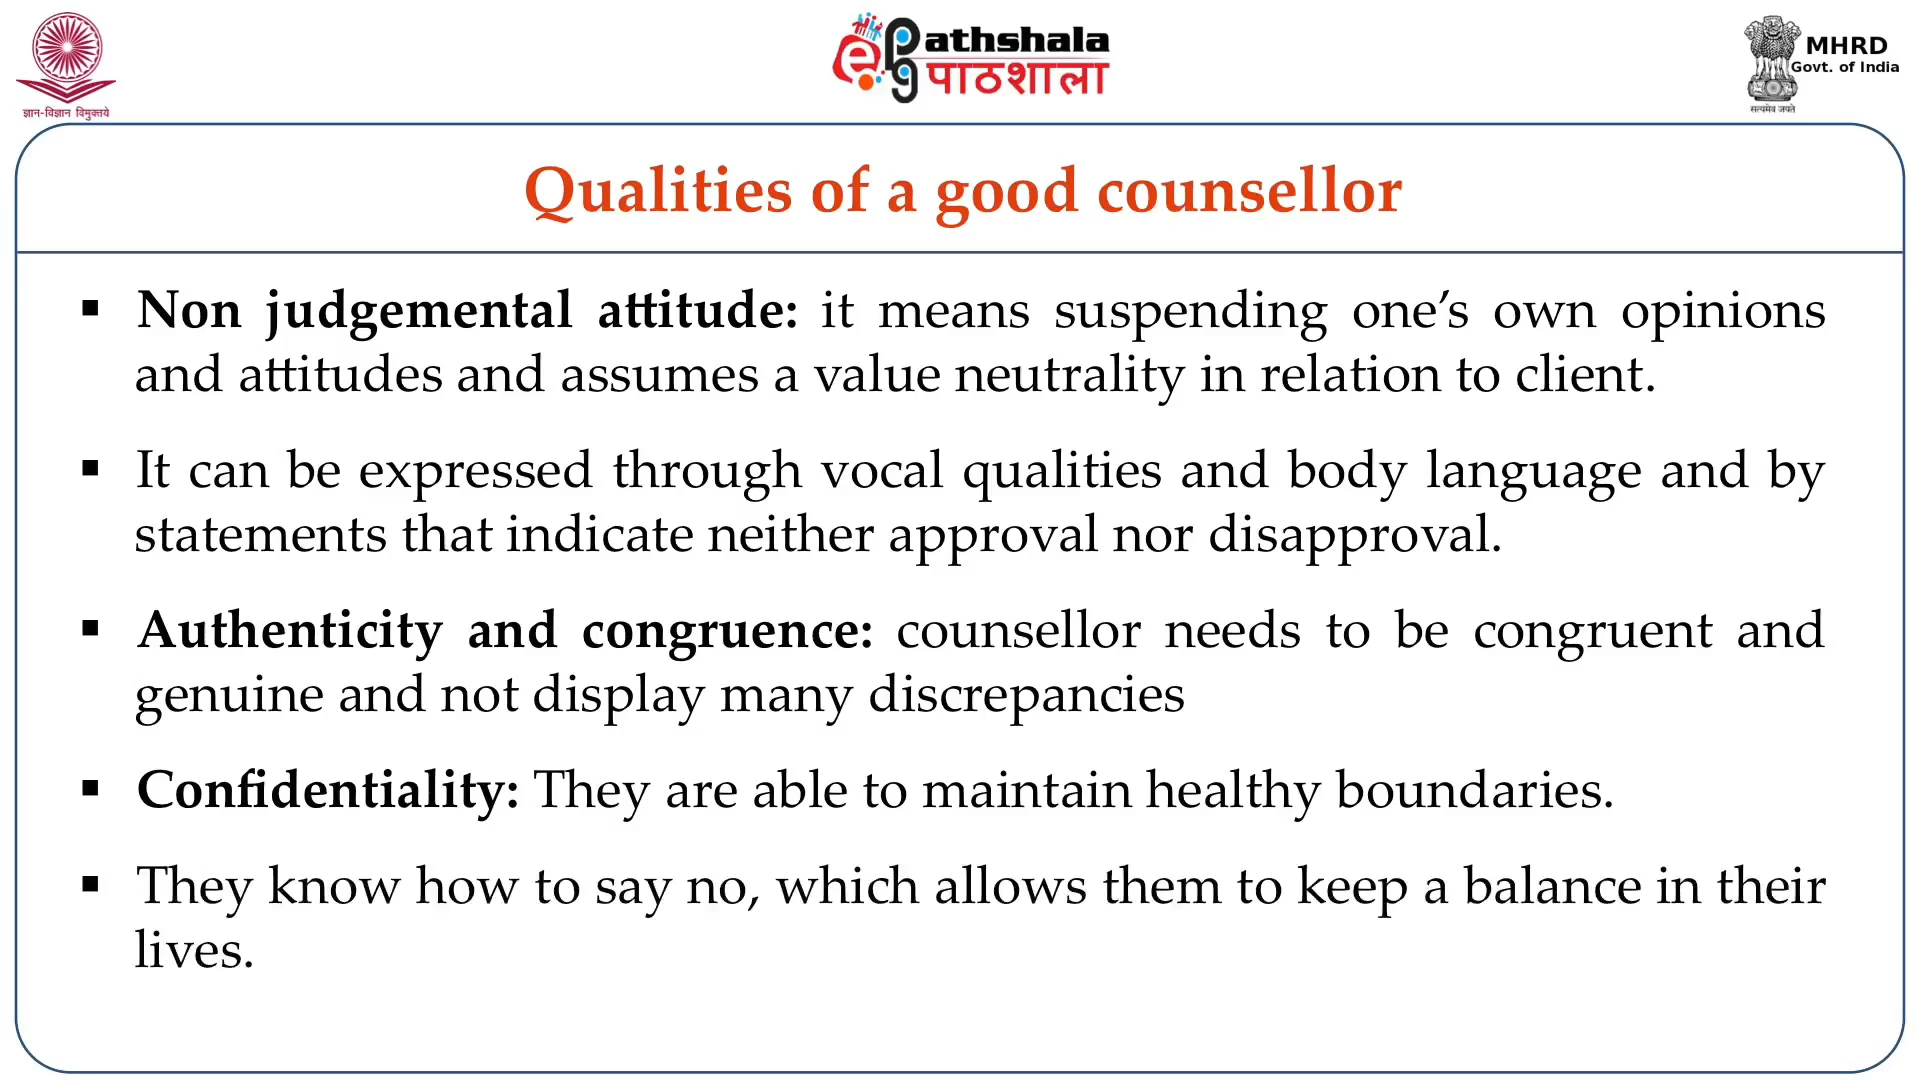 ज्ञान-विज्ञान विमुक्तये
ePG Pathshala
पाठशाला
MHRD
Govt. of India
सत्यमेव जयते
Qualities of a good counsellor
▪ Non judgemental attitude: it means suspending one’s own opinions
and attitudes and assumes a value neutrality in relation to client.
▪ It can be expressed through vocal qualities and body language and by
statements that indicate neither approval nor disapproval.
▪ Authenticity and congruence: counsellor needs to be congruent and
genuine and not display many discrepancies
▪ Confidentiality: They are able to maintain healthy boundaries.
▪ They know how to say no, which allows them to keep a balance in their
lives.